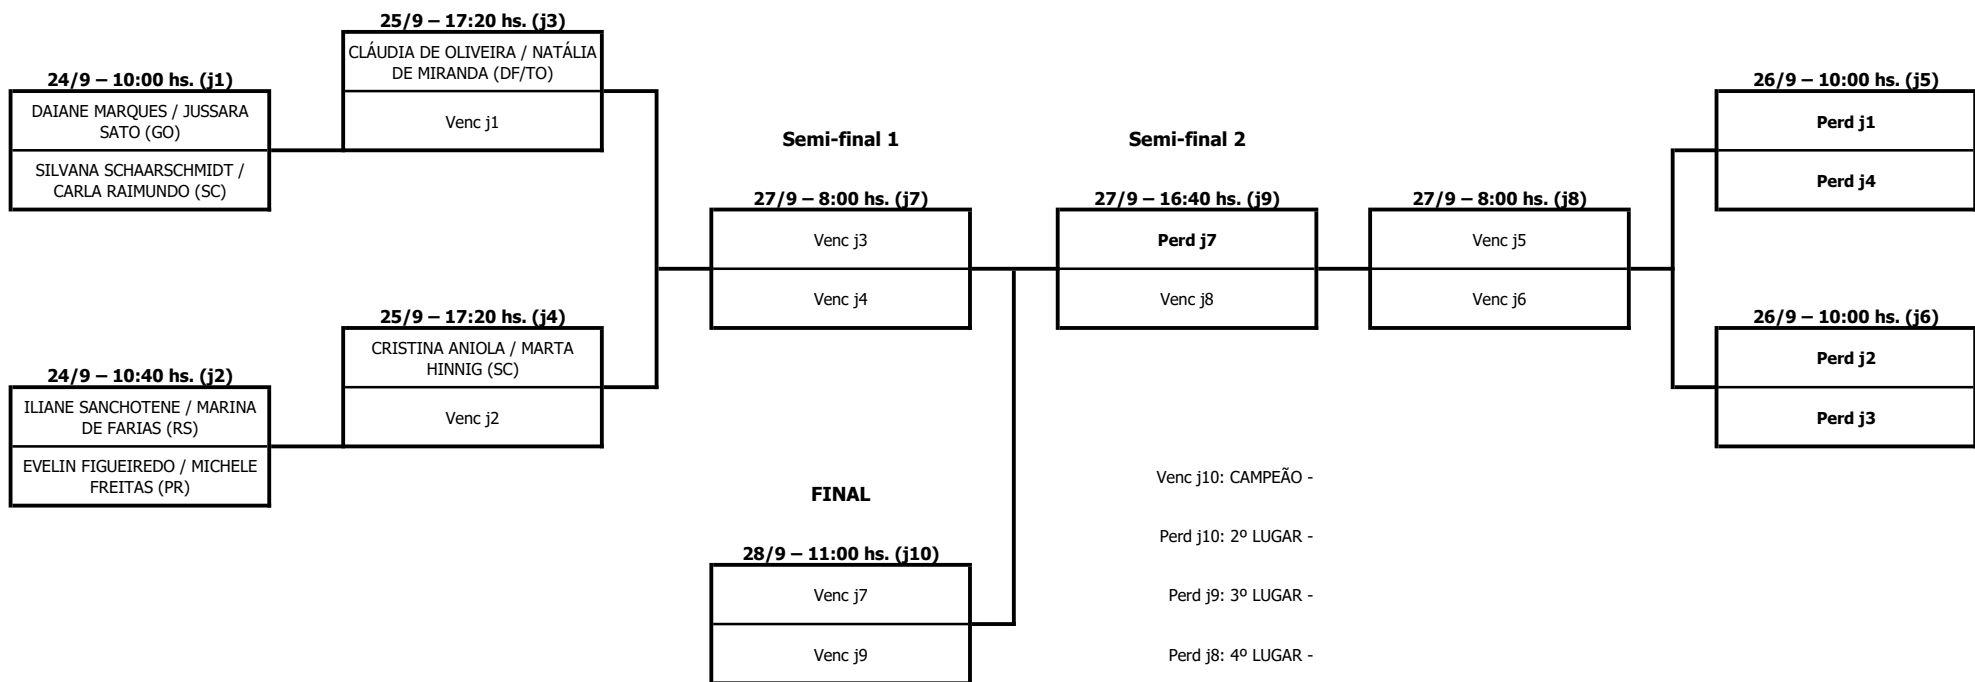 24/9 – 10:00 hs. (j1)
DAIANE MARQUES / JUSSARA
SATO (GO)
SILVANA SCHAARSCHMIDT /
CARLA RAIMUNDO (SC)
24/9 – 10:40 hs. (j2)
ILIANE SANCHOTENE / MARINA
DE FARIAS (RS)
EVELIN FIGUEIREDO / MICHELE
FREITAS (PR)
25/9 – 17:20 hs. (j3)
CLÁUDIA DE OLIVEIRA / NATÁLIA
DE MIRANDA (DF/TO)
Venc j1
25/9 – 17:20 hs. (j4)
CRISTINA ANIOLA / MARTA
HINNIG (SC)
Venc j2
Semi-final 1
27/9 – 8:00 hs. (j7)
Venc j3
Venc j4
FINAL
28/9 – 11:00 hs. (j10)
Venc j7
Venc j9
Semi-final 2
27/9 – 16:40 hs. (j9)
Perd j7
Venc j8
Venc j10: CAMPEÃO -
Perd j10: 2º LUGAR -
Perd j9: 3º LUGAR -
Perd j8: 4º LUGAR -
27/9 – 8:00 hs. (j8)
Venc j5
Venc j6
26/9 – 10:00 hs. (j5)
Perd j1
Perd j4
26/9 – 10:00 hs. (j6)
Perd j2
Perd j3